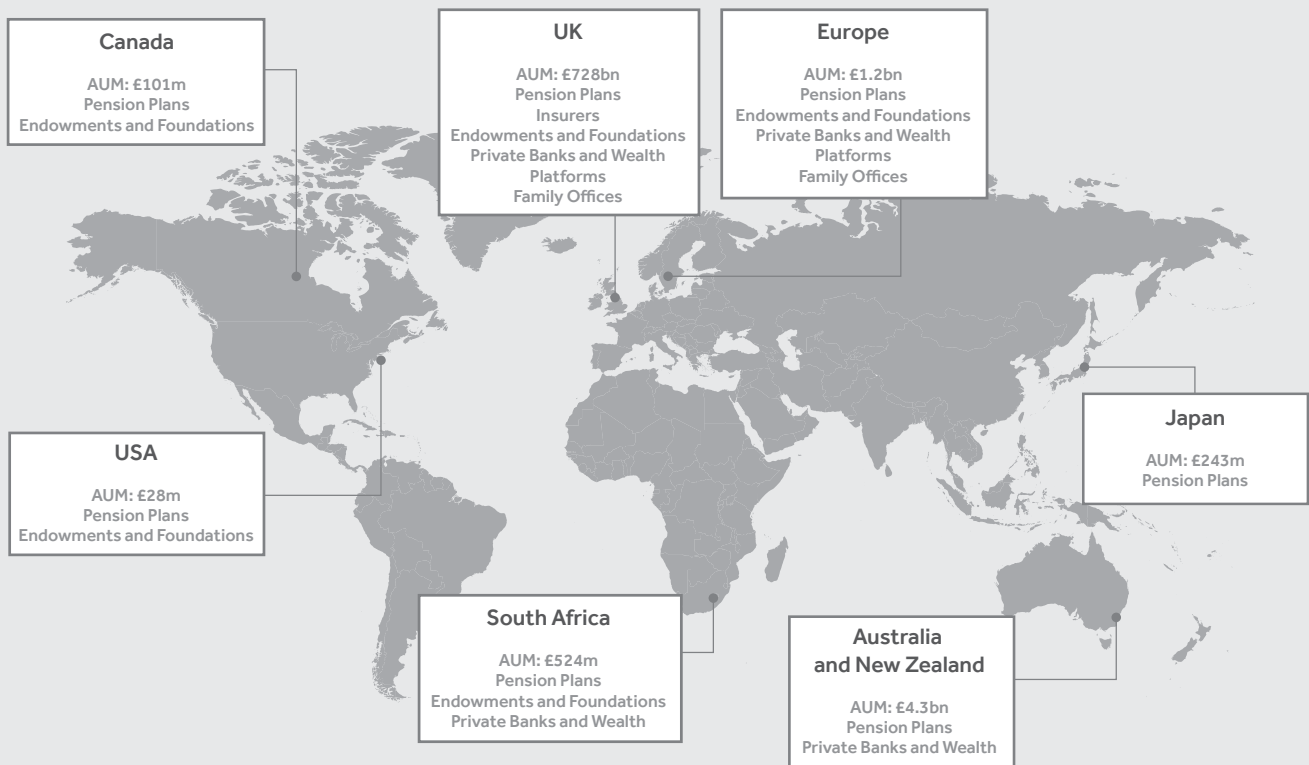 Canada
AUM: £101m
Pension Plans
Endowments and Foundations
UK
AUM: £728bn
Pension Plans
Insurers
Endowments and Foundations
Private Banks and Wealth
Platforms
Family Offices
Europe
AUM: £1.2bn
Pension Plans
Endowments and Foundations
Private Banks and Wealth
Platforms
Family Offices
USA
AUM: £28m
Pension Plans
Endowments and Foundations
Japan
AUM: £243m
Pension Plans
South Africa
AUM: £524m
Pension Plans
Endowments and Foundations
Private Banks and Wealth
Australia
and New Zealand
AUM: £4.3bn
Pension Plans
Private Banks and Wealth